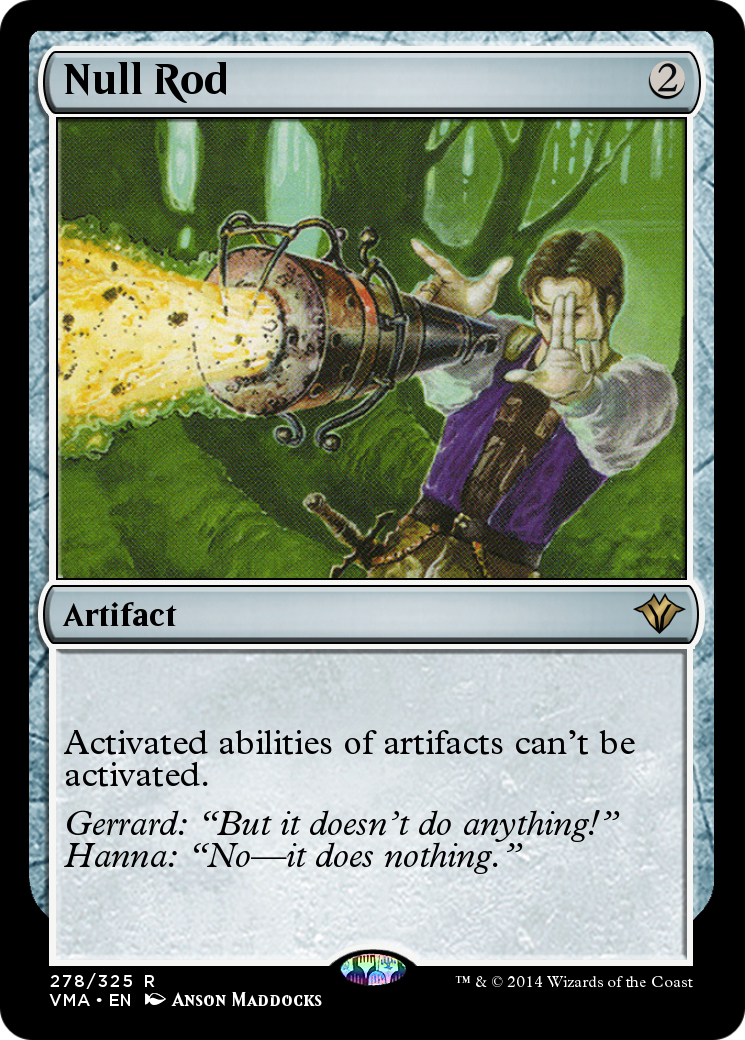 Null Rod
2
Artifact
Activated abilities of artifacts can't be
activated.
Gerrard: “But it doesn't do anything!”
Hanna: “No—it does nothing.”
278/325 R
VMA • EN Anson Maddocks
™ & © 2014 Wizards of the Coast